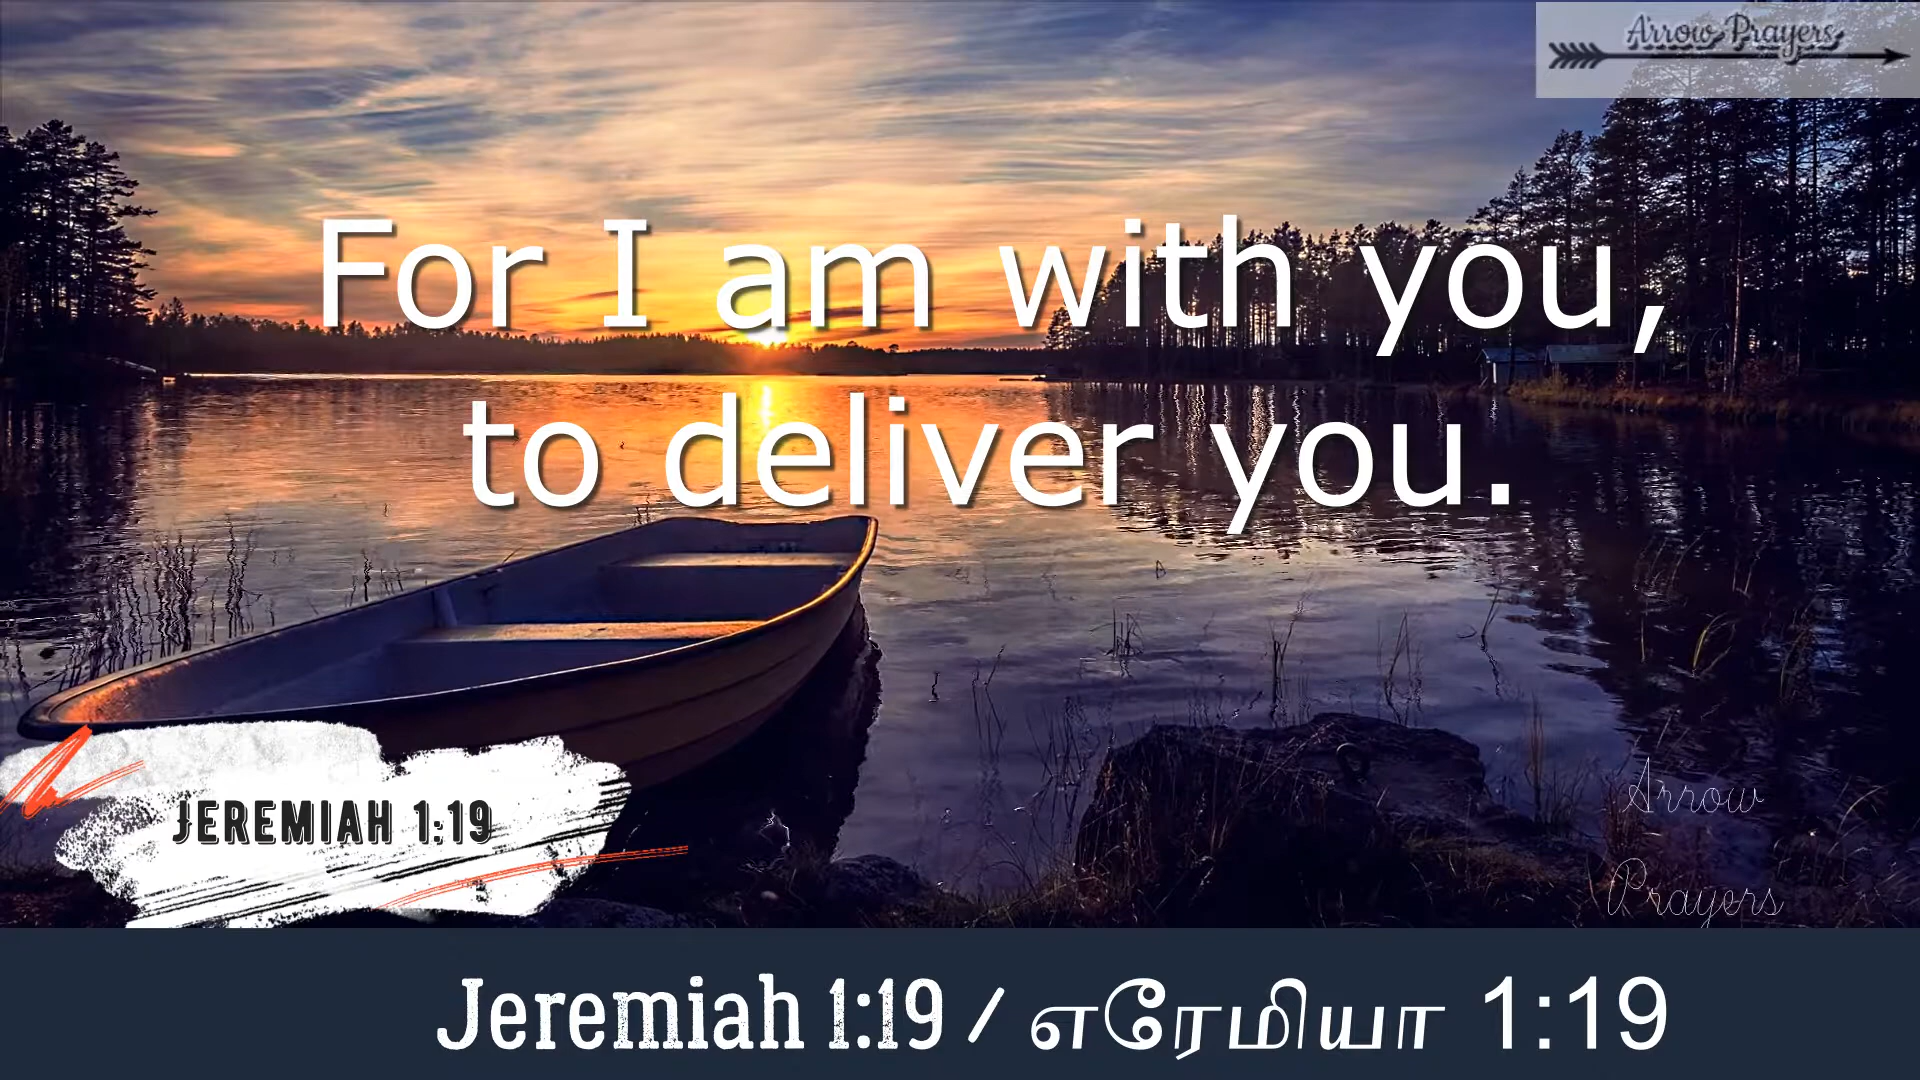 Arrow Prayers
For I am with you,
to deliver you.
JEREMIAH 1:19
Arrow
Prayers
Jeremiah 1:19 / எரேமியா 1:19